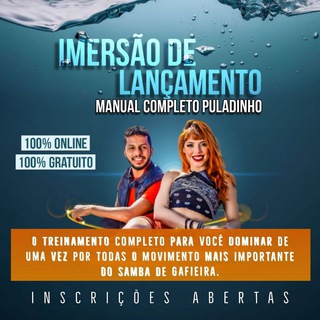 IMERSÃO DE
LANÇAMENTO
MANUAL COMPLETO PULADINHO
100% ONLINE
100% GRATUITO
O TREINAMENTO COMPLETO PARA VOCÊ DOMINAR DE
UMA VEZ POR TODAS O MOVIMENTO MAIS IMPORTANTE
DO SAMBA DE GAFIEIRA.
INSCRIÇÕES ABERTAS